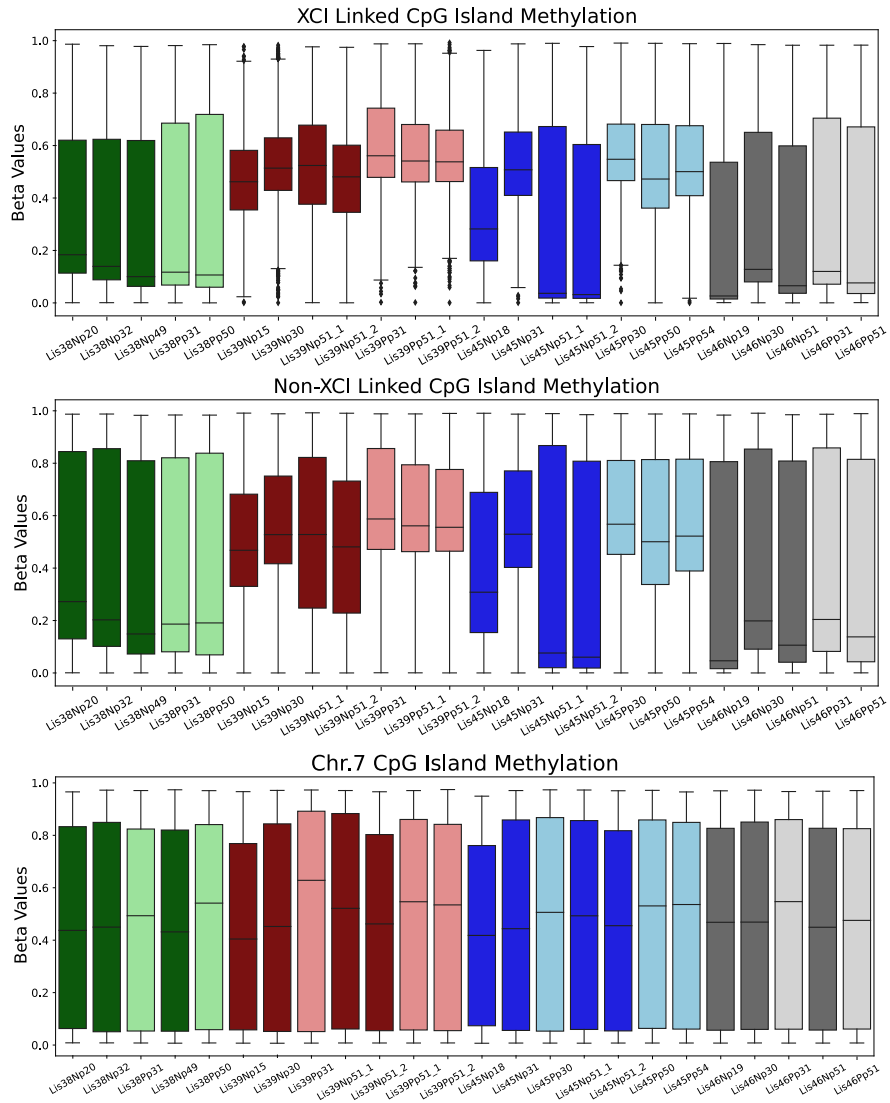 XCI Linked CpG Island Methylation
Beta Values
1.0
0.8
0.6
0.4
0.2
0.0
Lis38Np20 Lis38Np32 Lis38Np49 Lis38Pp31 Lis38Pp50 Lis39Np15 Lis39Np30 Lis39Np51_1 Lis39Np51_2 Lis39Pp31 Lis39Pp51_1 Lis39Pp51_2 Lis45Np18 Lis45Np31 Lis45Np51_1 Lis45Np51_2 Lis45Pp30 Lis45Pp50 Lis45Pp54 Lis46Np19 Lis46Np30 Lis46Np51 Lis46Pp31 Lis46Pp51
Non-XCI Linked CpG Island Methylation
Beta Values
1.0
0.8
0.6
0.4
0.2
0.0
Lis38Np20 Lis38Np32 Lis38Np49 Lis38Pp31 Lis38Pp50 Lis39Np15 Lis39Np30 Lis39Np51_1 Lis39Np51_2 Lis39Pp31 Lis39Pp51_1 Lis39Pp51_2 Lis45Np18 Lis45Np31 Lis45Np51_1 Lis45Np51_2 Lis45Pp30 Lis45Pp50 Lis45Pp54 Lis46Np19 Lis46Np30 Lis46Np51 Lis46Pp31 Lis46Pp51
Chr.7 CpG Island Methylation
Beta Values
1.0
0.8
0.6
0.4
0.2
0.0
Lis38Np20 Lis38Np32 Lis38Pp31 Lis38Np49 Lis38Pp50 Lis39Np15 Lis39Np30 Lis39Pp31 Lis39Np51_1 Lis39Np51_2 Lis39Pp51_1 Lis39Pp51_2 Lis45Np18 Lis45Np31 Lis45Pp30 Lis45Np51_1 Lis45Np51_2 Lis45Pp50 Lis45Pp54 Lis46Np19 Lis46Np30 Lis46Pp31 Lis46Np51 Lis46Pp51